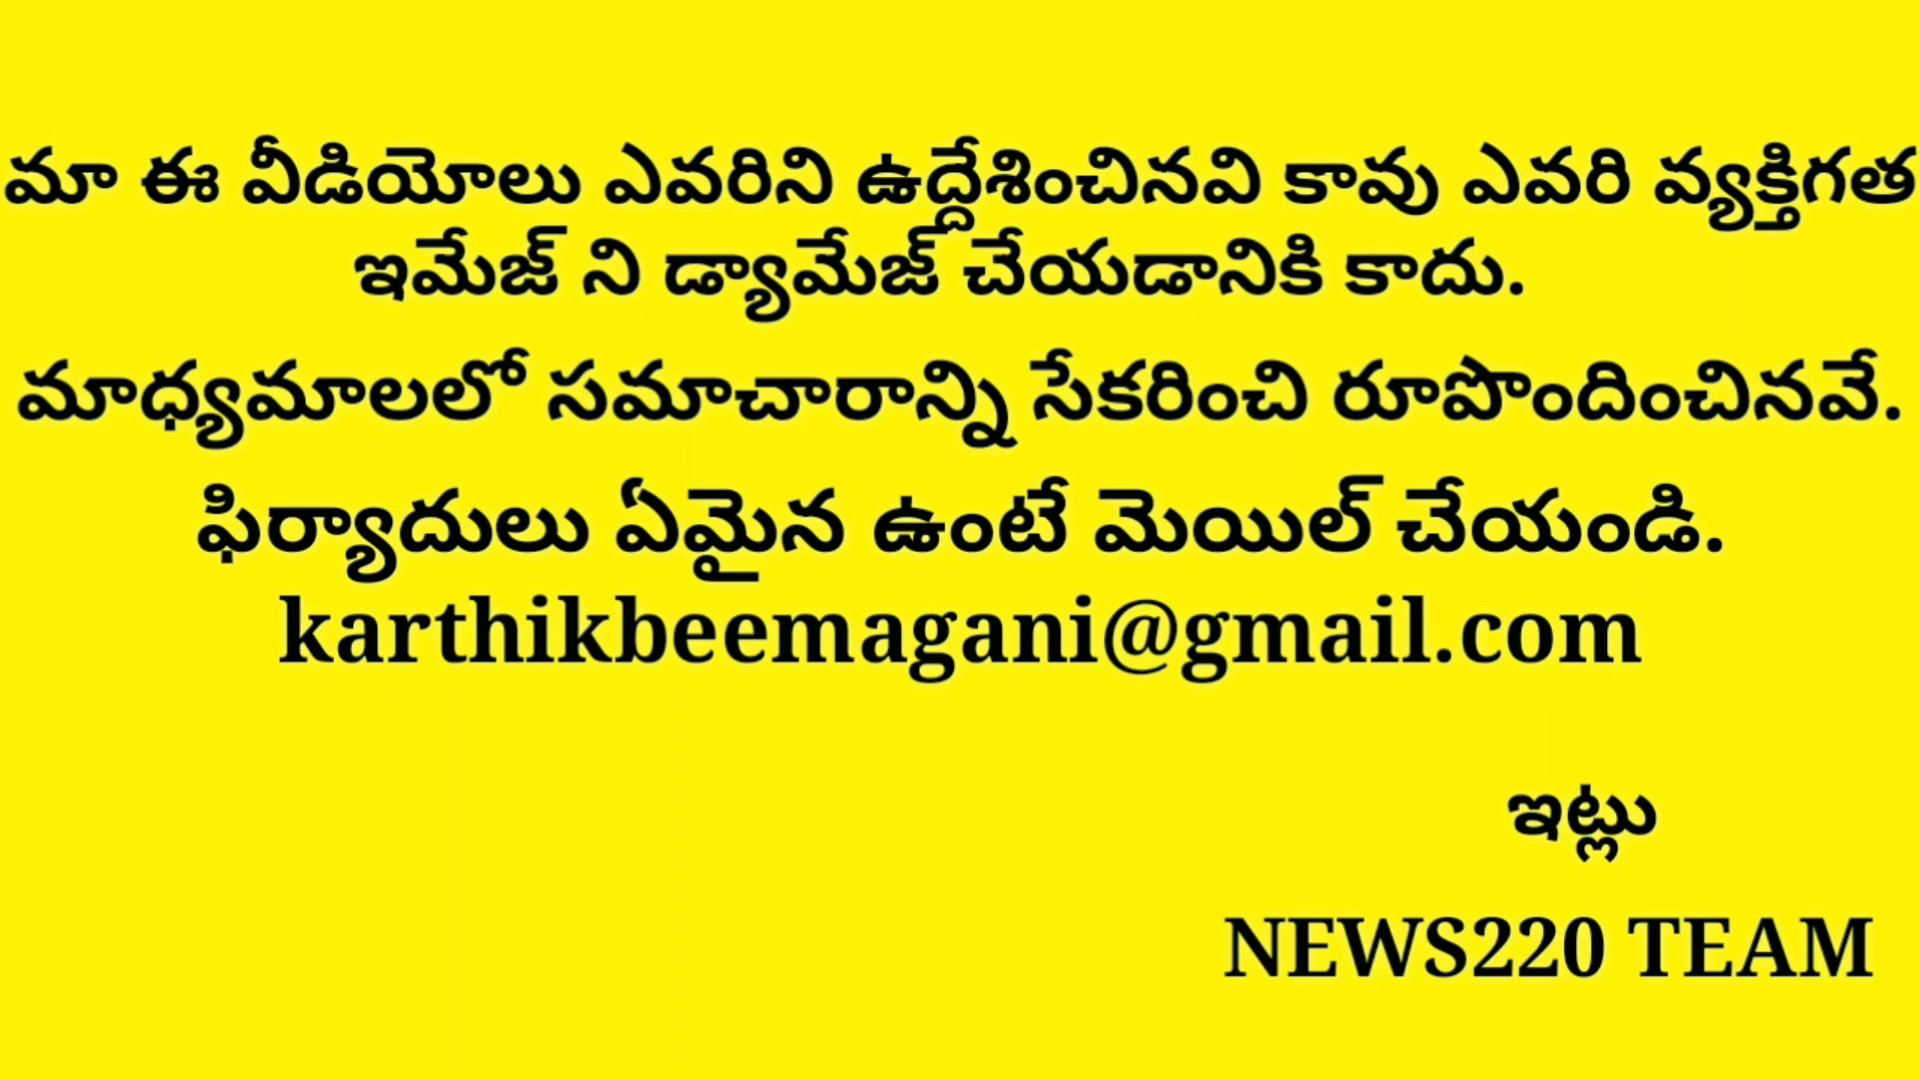 మా ఈ వీడియోలు ఎవరిని ఉద్దేశించినవి కావు ఎవరి వ్యక్తిగత
ఇమేజ్ ని డ్యామేజ్ చేయడానికి కాదు.
మాధ్యమాలలో సమాచారాన్ని సేకరించి రూపొందించినవే.
ఫిర్యాదులు ఏమైన ఉంటే మెయిల్ చేయండి.
karthikbeemagani@gmail.com
ఇట్లు
NEWS220 TEAM